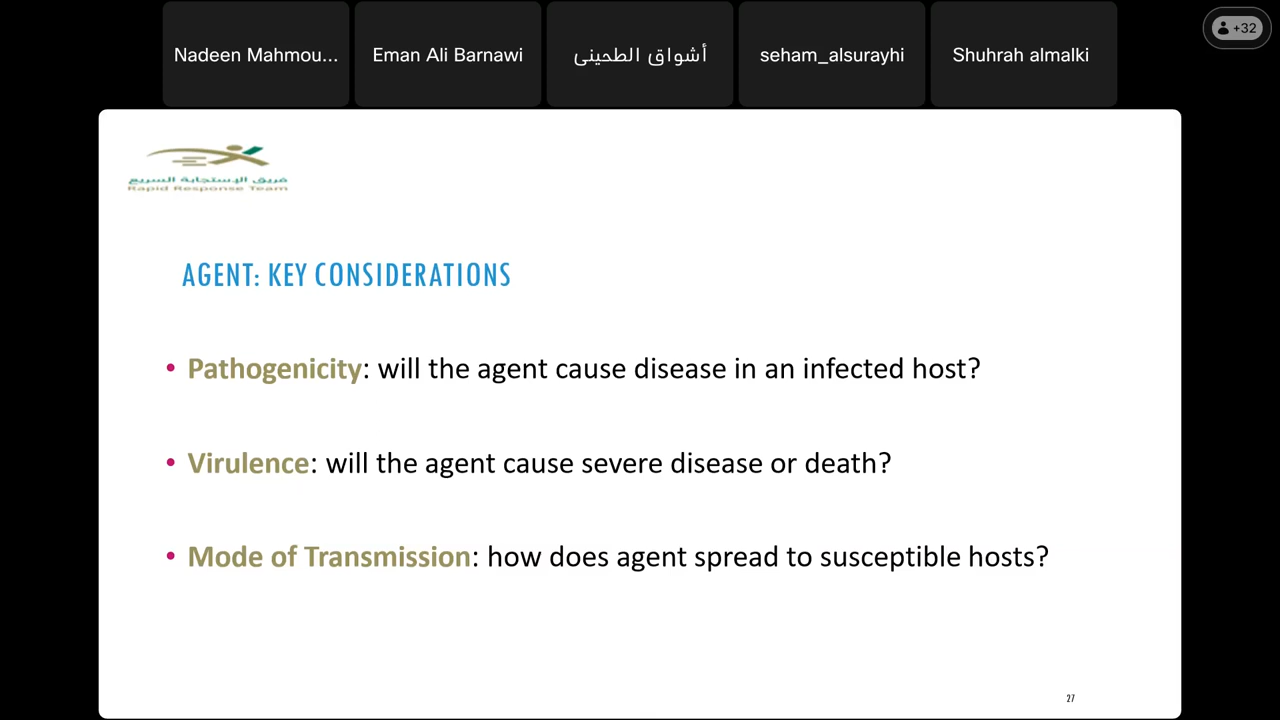 Nadeen Mahmou...
Eman Ali Barnawi
أشواق الطحيني
seham_alsurayhi
Shuhrah almalki
+32
فريق الإستجابة السريع
Rapid Response Team
AGENT: KEY CONSIDERATIONS
• Pathogenicity: will the agent cause disease in an infected host?
• Virulence: will the agent cause severe disease or death?
• Mode of Transmission: how does agent spread to susceptible hosts?
27